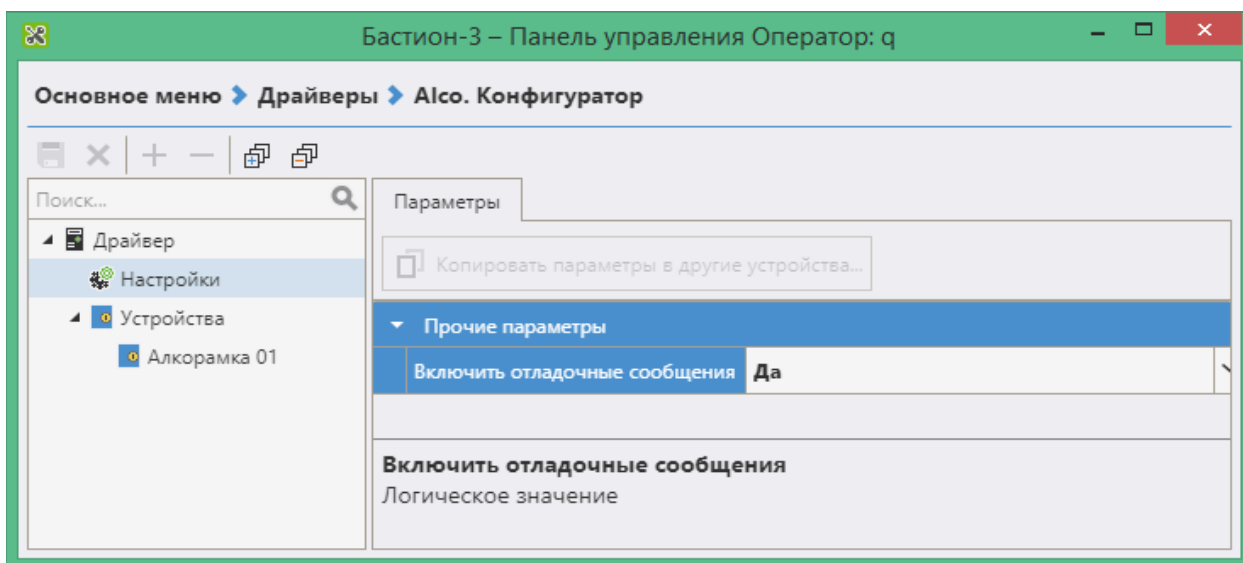 Бастион-3 – Панель управления Оператор: q
Основное меню Драйверы Alco. Конфигуратор
Поиск...
Драйвер
Настройки
Устройства
Алкорамка 01
Параметры
Копировать параметры в другие устройства...
Прочие параметры
Включить отладочные сообщения Да
Включить отладочные сообщения
Логическое значение